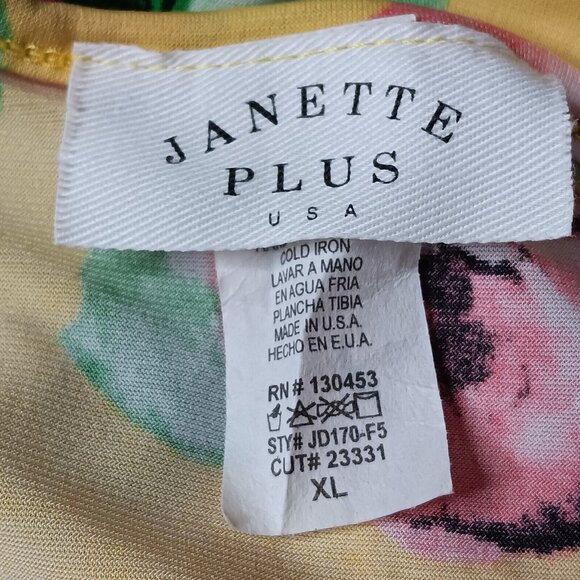 JANETTE
PLUS
USA
COLD IRON
LAVAR A MANO
EN AGUA FRIA
PLANCHA TIBIA
MADE IN U.S.A.
HECHO EN E.U.A.
RN# 130453
STY# JD170-F5
CUT# 23331
XL